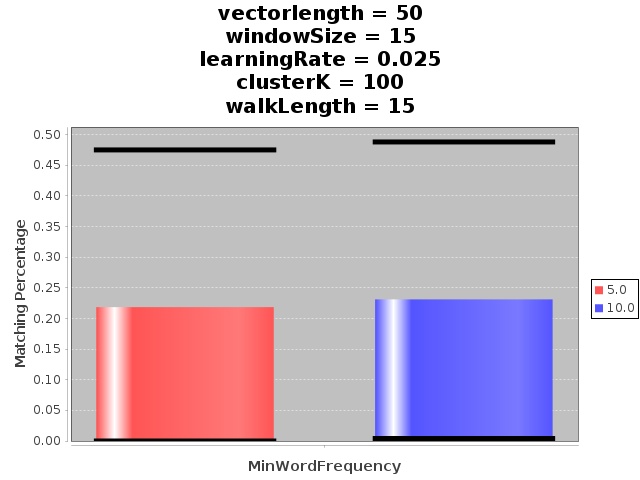 vectorlength = 50
windowSize = 15
learningRate = 0.025
clusterK = 100
walkLength = 15
Matching Percentage
0.50
0.45
0.40
0.35
0.30
0.25
0.20
0.15
0.10
0.05
0.00
MinWordFrequency
5.0
10.0